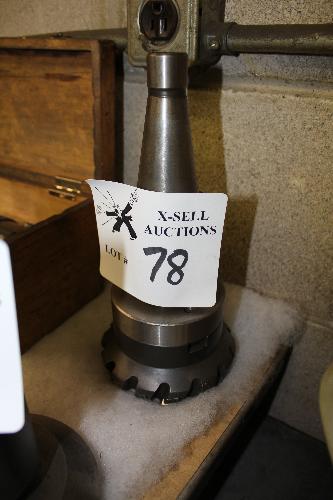 X-SELL
AUCTIONS
LOT # 78